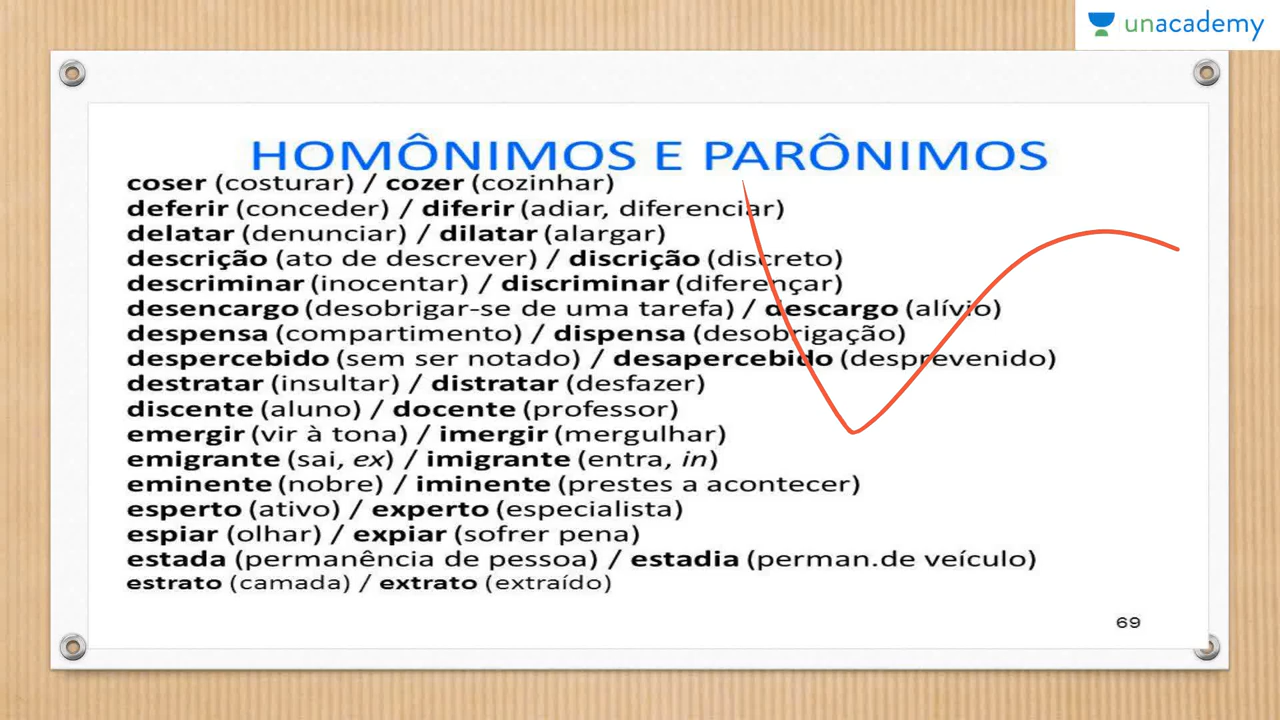 unacademy
HOMÔNIMOS E PARÔNIMOS
coser (costurar) / cozer (cozinhar)
deferir (conceder) / diferir (adiar, diferenciar)
delatar (denunciar) / dilatar (alargar)
descrição (ato de descrever) / discrição (discreto)
descriminar (inocentar) / discriminar (diferençar)
desencargo (desobrigar-se de uma tarefa) / descargo (alívio)
despensa (compartimento) / dispensa (desobrigação)
despercebido (sem ser notado) / desapercebido (desprevenido)
destratar (insultar) / distratar (desfazer)
discente (aluno) / docente (professor)
emergir (vir à tona) / imergir (mergulhar)
emigrante (sai, ex) / imigrante (entra, in)
eminente (nobre) / iminente (prestes a acontecer)
esperto (ativo) / experto (especialista)
espiar (olhar) / expiar (sofrer pena)
estada (permanência de pessoa) / estadia (perman.de veículo)
estrato (camada) / extrato (extraído)
69